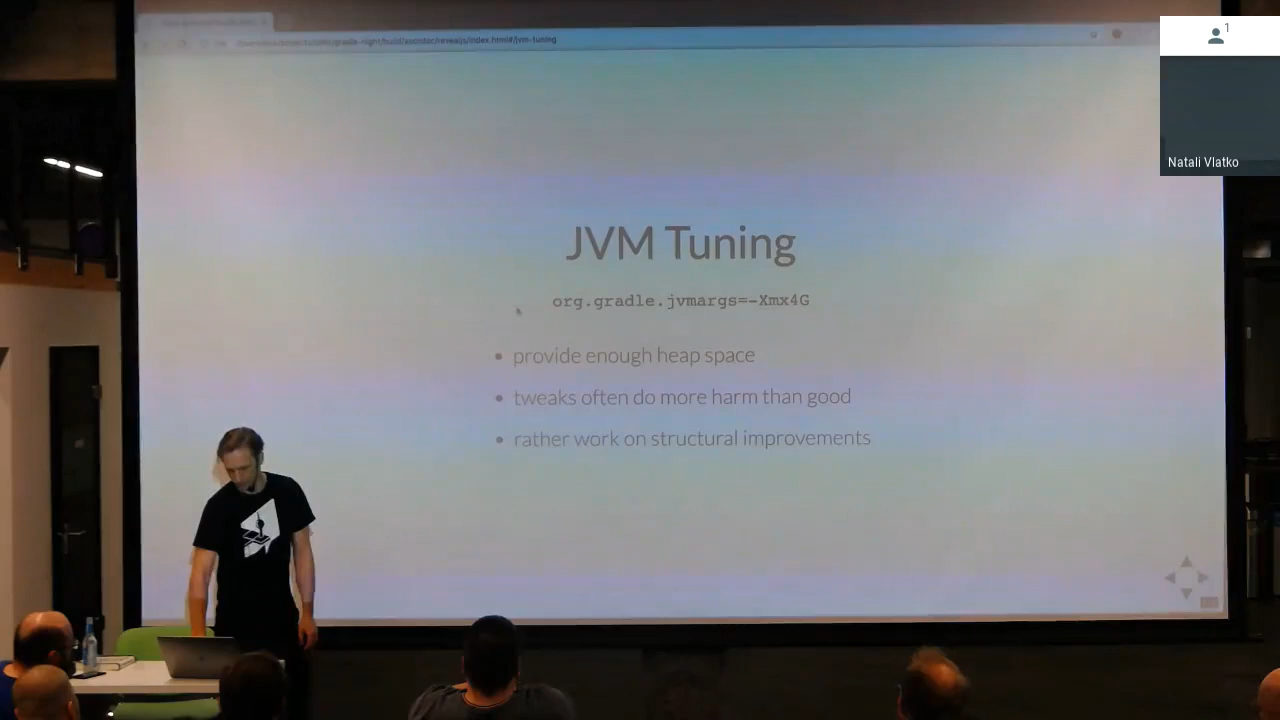 1
Natali Vlatko
JVM Tuning
org.gradle.jvmargs=-Xmx4G
• provide enough heap space
• tweaks often do more harm than good
• rather work on structural improvements